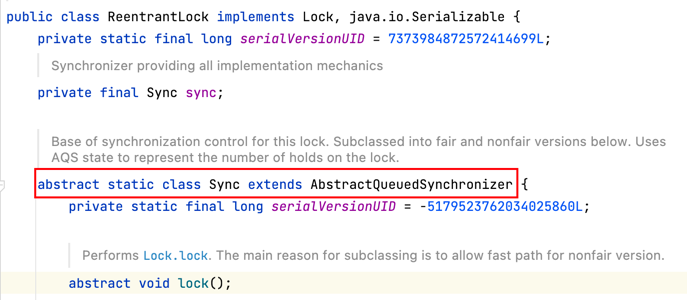 public class ReentrantLock implements Lock, java.io.Serializable {
private static final long serialVersionUID = 7373984872572414699L;
Synchronizer providing all implementation mechanics
private final Sync sync;
Base of synchronization control for this lock. Subclassed into fair and nonfair versions below. Uses
AQS state to represent the number of holds on the lock.
abstract static class Sync extends AbstractQueuedSynchronizer {
private static final long serialVersionUID = -5179523762034025860L;
Performs Lock.lock. The main reason for subclassing is to allow fast path for nonfair version.
abstract void lock();